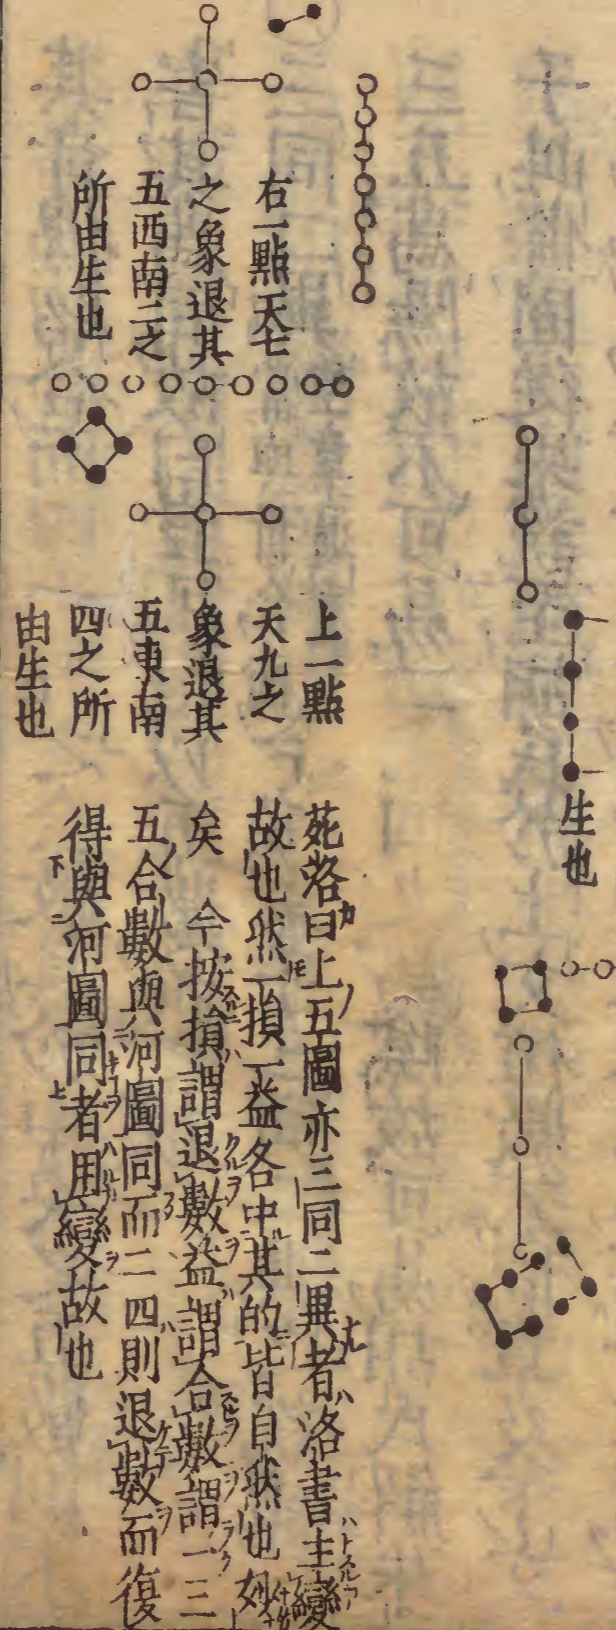 生也
右一點天七
之象退其
五西南二之
所由生也
上一點
天九之
象退其
五東南
四之所
由生也
苑洛曰上五圖亦三同二異者洛書主變
故也然一損一益各中其的皆自然也妙
矣　今按損謂退數益謂合數謂一三
五合數與河圖同而二四則退數而復
得與河圖同者用變故也